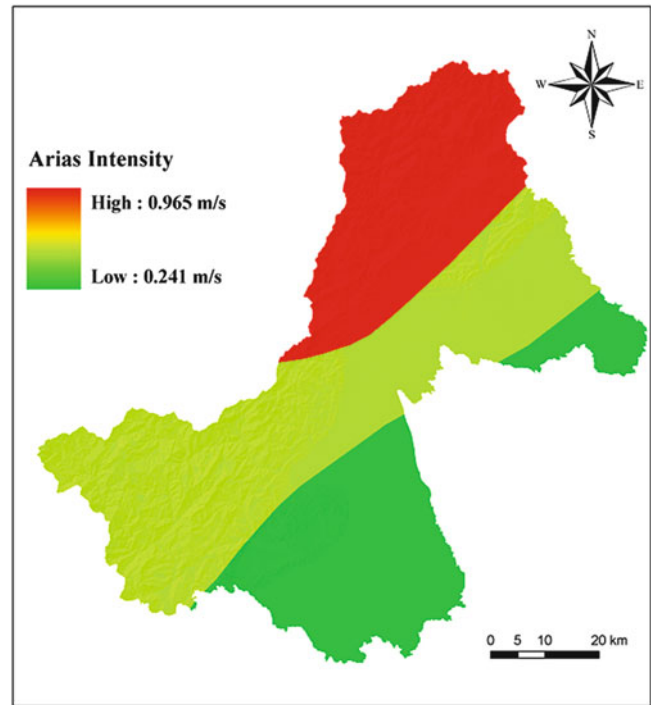 N
W E
S
Arias Intensity
High : 0.965 m/s
Low : 0.241 m/s
0 5 10 20 km